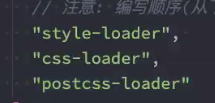 // 注意: 编写顺序(从
"style-loader",
"css-loader",
"postcss-loader"